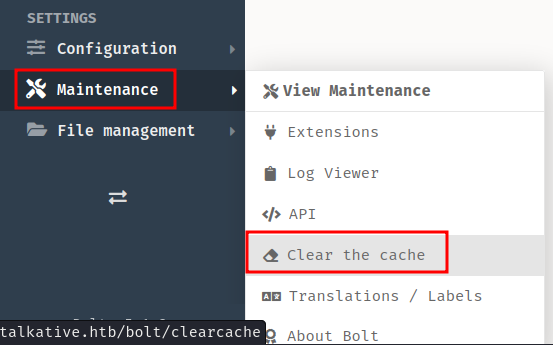 SETTINGS
Configuration
Maintenance
File management
View Maintenance
Extensions
Log Viewer
API
Clear the cache
Translations / Labels
About Bolt
talkative.htb/bolt/clearcache